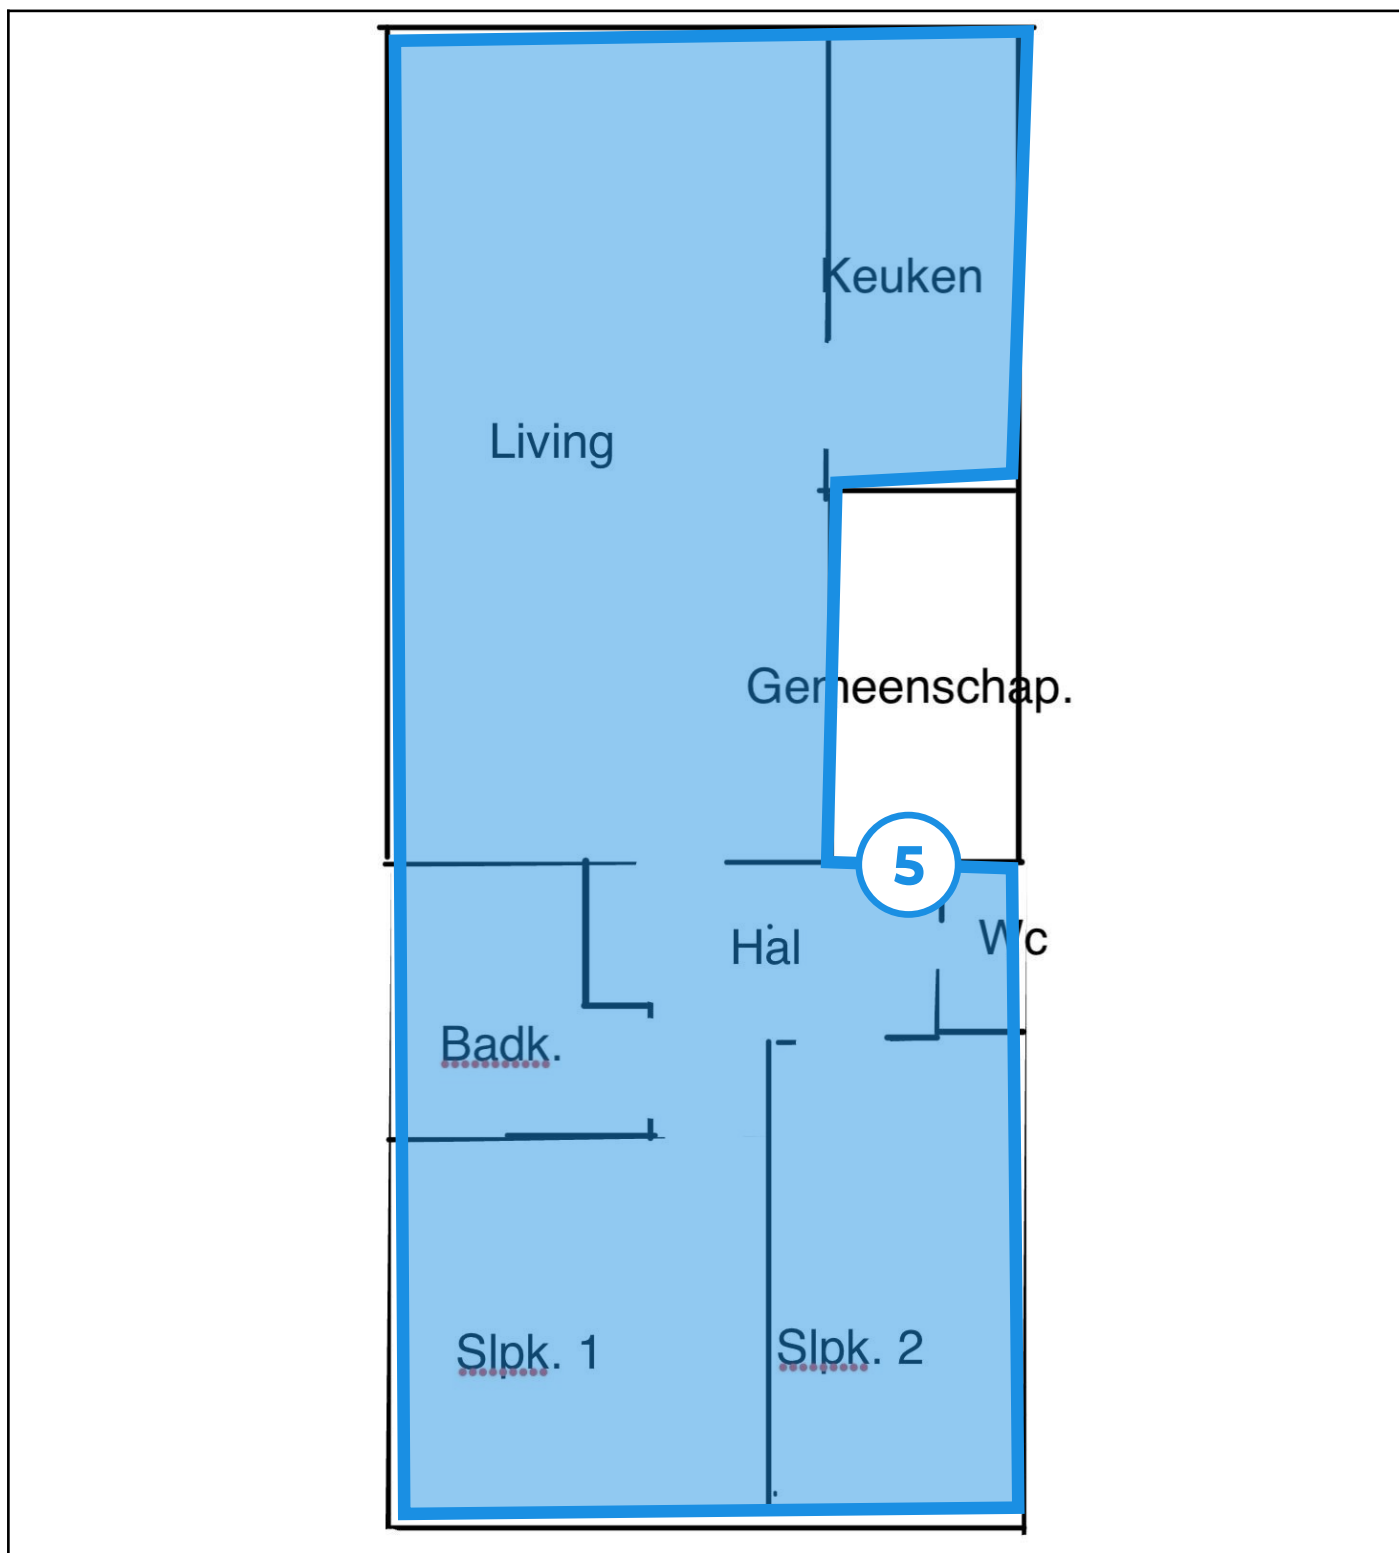 Keuken
Living
Gemeenschap.
5
Hal
Wc
Badk.
Slpk. 1
Slpk. 2